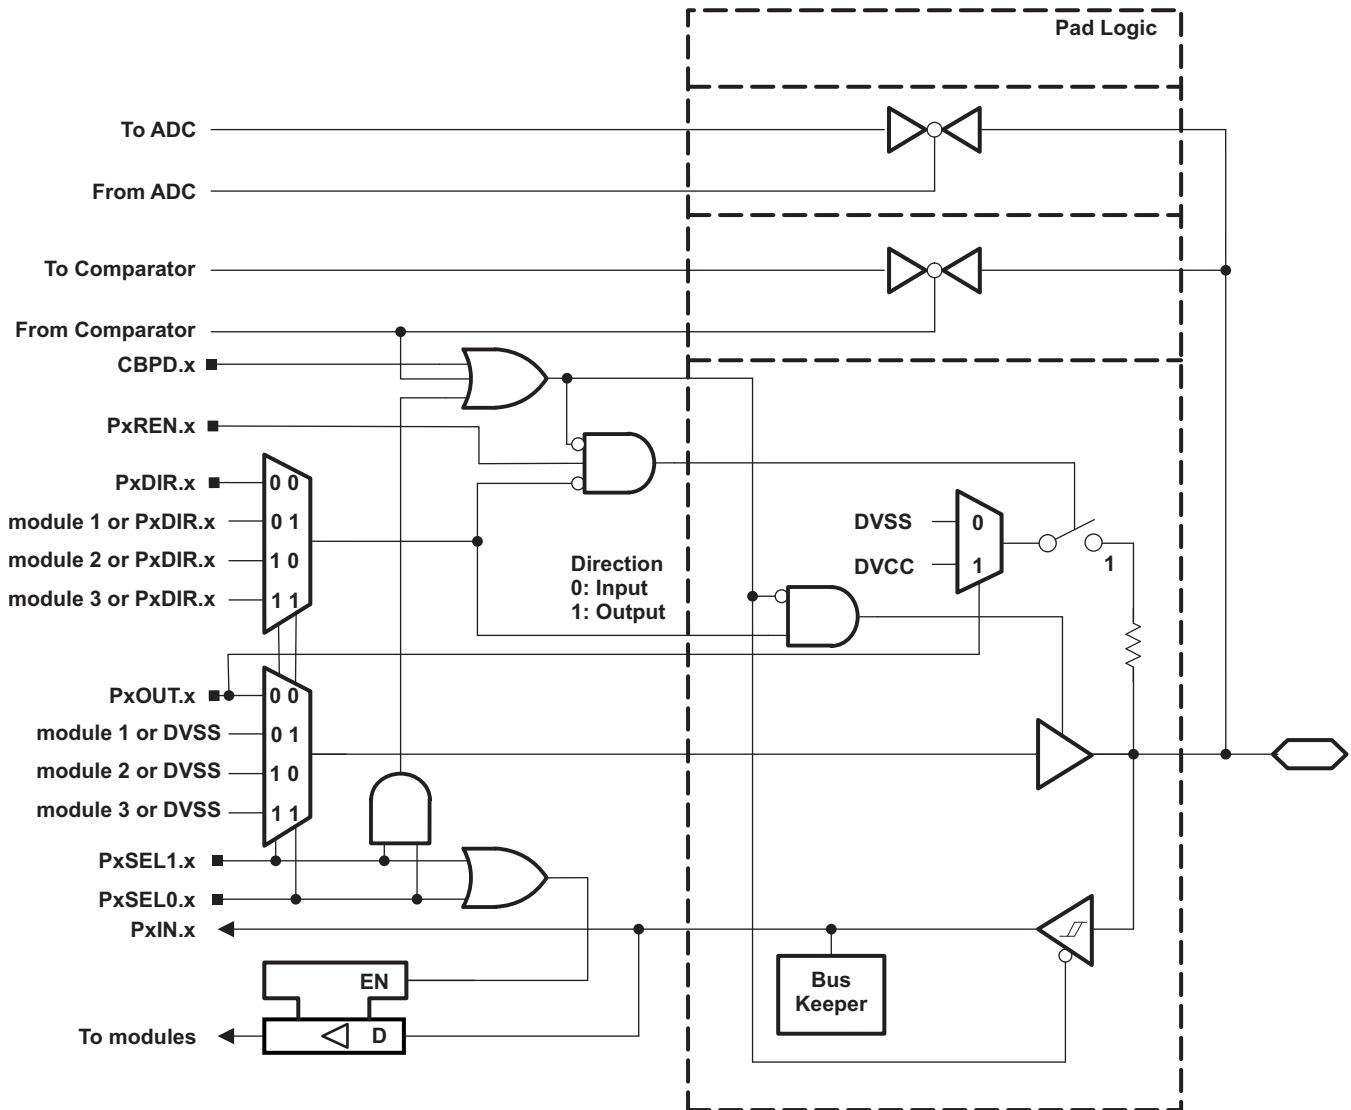 Pad Logic
To ADC
From ADC
To Comparator
From Comparator
CBPD.x
PxREN.x
PxDIR.x
0 0
module 1 or PxDIR.x
0 1
module 2 or PxDIR.x
1 0
module 3 or PxDIR.x
1 1
Direction
0: Input
1: Output
DVSS
0
DVCC
1
1
PxOUT.x
0 0
module 1 or DVSS
0 1
module 2 or DVSS
1 0
module 3 or DVSS
1 1
PxSEL1.x
PxSEL0.x
PxIN.x
EN
Bus
Keeper
To modules
D